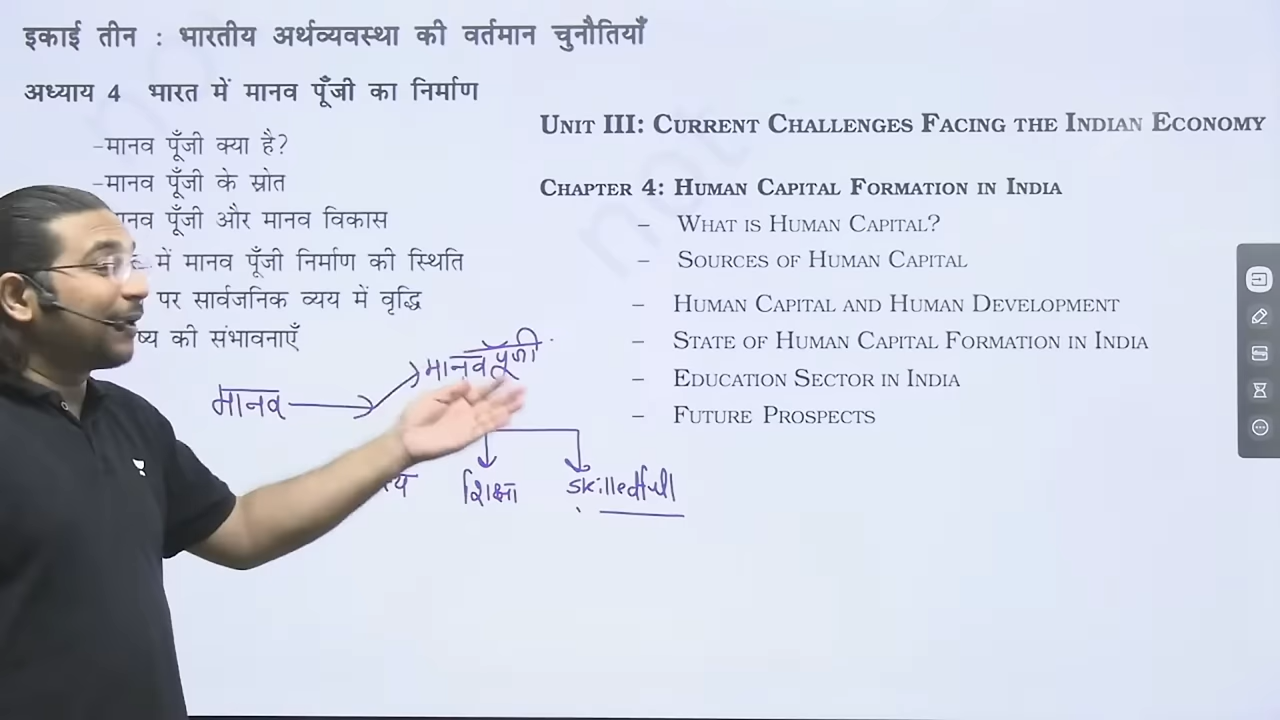 इकाई तीन : भारतीय अर्थव्यवस्था की वर्तमान चुनौतियाँ
अध्याय 4 भारत में मानव पूँजी का निर्माण
-मानव पूँजी क्या है?
-मानव पूँजी के स्रोत
पूँजी और मानव विकास
में मानव पूँजी निर्माण की स्थिति
पर सार्वजनिक व्यय में वृद्धि
की संभावनाएँ
UNIT III: CURRENT CHALLENGES FACING THE INDIAN ECONOMY
CHAPTER 4: HUMAN CAPITAL FORMATION IN INDIA
– WHAT IS HUMAN CAPITAL?
– SOURCES OF HUMAN CAPITAL
– HUMAN CAPITAL AND HUMAN DEVELOPMENT
– STATE OF HUMAN CAPITAL FORMATION IN INDIA
– EDUCATION SECTOR IN INDIA
– FUTURE PROSPECTS
मानव
मानव पूँजी
शिक्षा
skilledfull